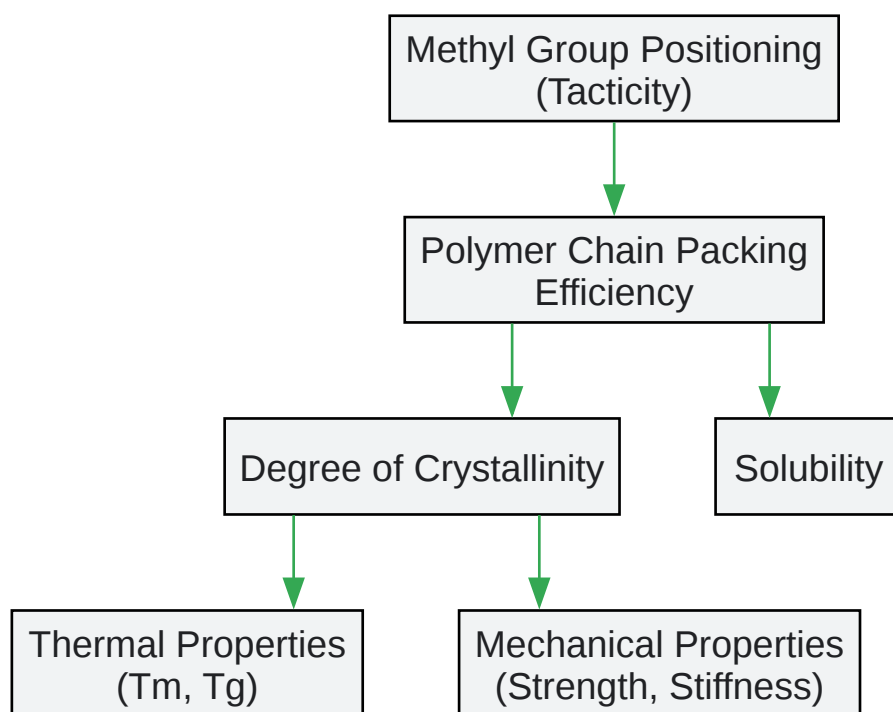 Methyl Group Positioning
(Tacticity)
Polymer Chain Packing
Efficiency
Degree of Crystallinity
Solubility
Thermal Properties
(Tm, Tg)
Mechanical Properties
(Strength, Stiffness)